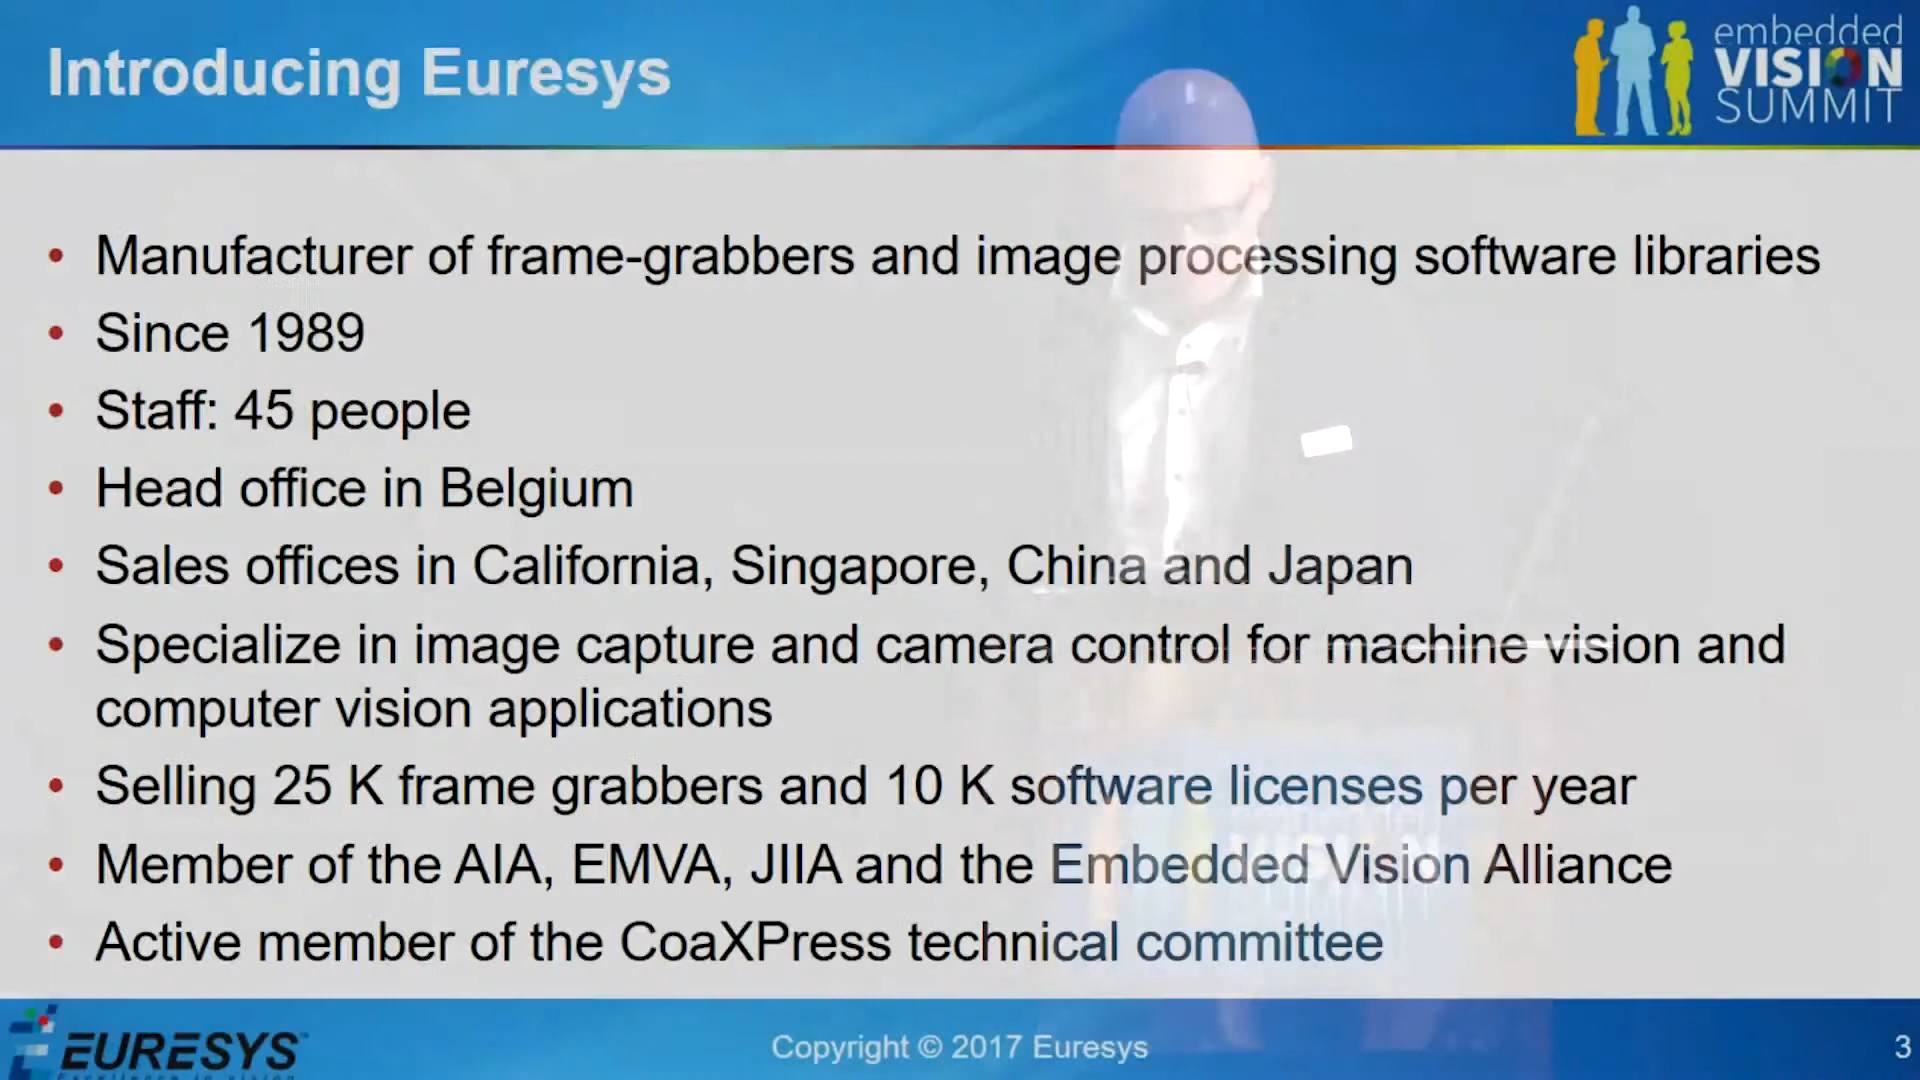 Introducing Euresys
embedded
VISION
SUMMIT
• Manufacturer of frame-grabbers and image processing software libraries
• Since 1989
• Staff: 45 people
• Head office in Belgium
• Sales offices in California, Singapore, China and Japan
• Specialize in image capture and camera control for machine vision and
computer vision applications
• Selling 25 K frame grabbers and 10 K software licenses per year
• Member of the AIA, EMVA, JIIA and the Embedded Vision Alliance
• Active member of the CoaXPress technical committee
EURESYS™
Copyright © 2017 Euresys
3